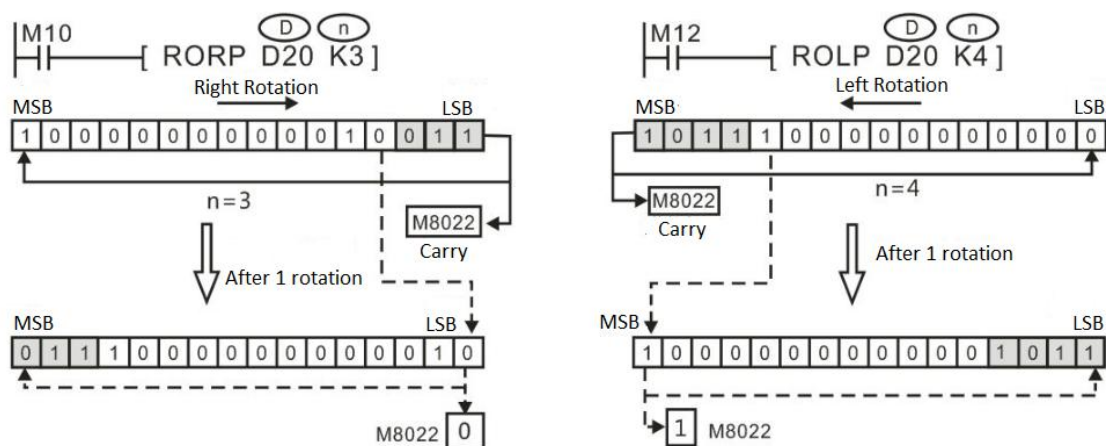 D n
M10
[ RORP D20 K3 ]
Right Rotation
MSB LSB
1 0 0 0 0 0 0 0 0 0 0 1 0 0 1 1
n=3
M8022
Carry
After 1 rotation
MSB LSB
0 1 1 1 0 0 0 0 0 0 0 0 0 0 1 0
M8022 0
D n
M12
[ ROLP D20 K4 ]
Left Rotation
MSB LSB
1 0 1 1 1 0 0 0 0 0 0 0 0 0 0 0
n=4
M8022
Carry
After 1 rotation
MSB LSB
1 0 0 0 0 0 0 0 0 0 0 0 1 0 1 1
1 M8022